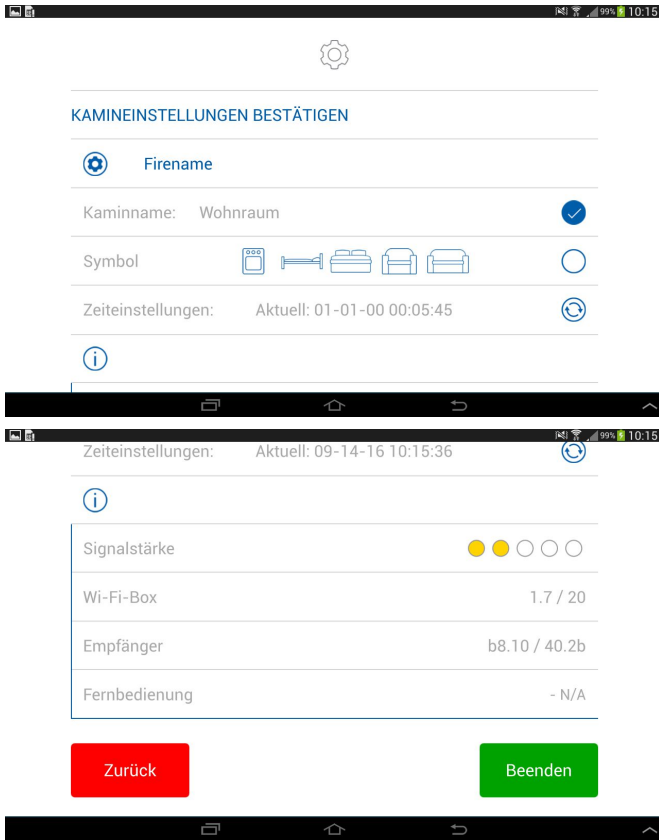 99% 10:15
KAMINEINSTELLUNGEN BESTÄTIGEN
Firename
Kaminname: Wohnraum
Symbol
Zeiteinstellungen: Aktuell: 01-01-00 00:05:45
99% 10:15
Zeiteinstellungen: Aktuell: 09-14-16 10:15:36
Signalstärke
Wi-Fi-Box 1.7 / 20
Empfänger b8.10 / 40.2b
Fernbedienung - N/A
Zurück Beenden